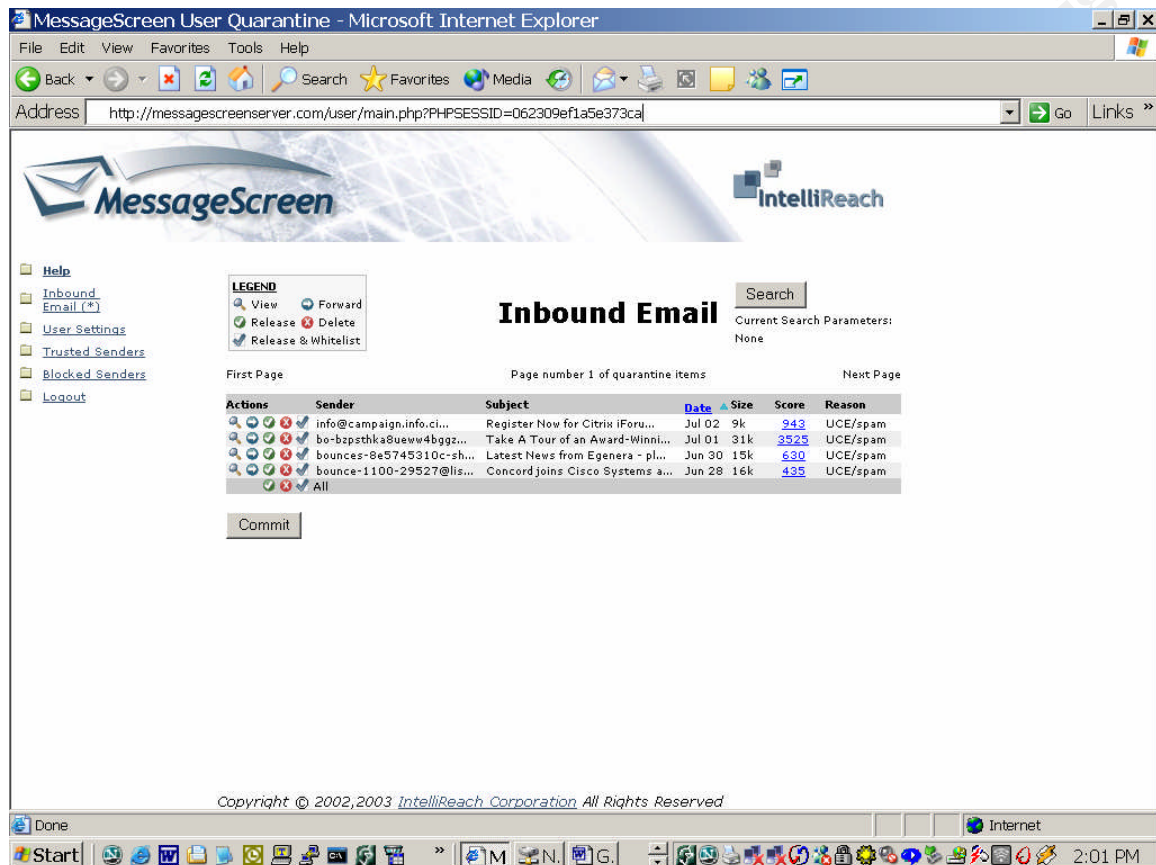 MessageScreen User Quarantine - Microsoft Internet Explorer
File Edit View Favorites Tools Help
Back Search Favorites Media
Address http://messagescreenserver.com/user/main.php?PHPSESSID=062309ef1a5e373ca Go Links »
MessageScreen
IntelliReach
Help
Inbound
Email (*)
User Settings
Trusted Senders
Blocked Senders
Logout
LEGEND
View Forward
Release Delete
Release & Whitelist
Inbound Email
Search
Current Search Parameters:
None
First Page Page number 1 of quarantine items Next Page
Actions Sender Subject Date Size Score Reason
info@campaign.info.ci... Register Now for Citrix iForu... Jul 02 9k 943 UCE/spam
bo-bzpsthka8ueww4bggz... Take A Tour of an Award-Winni... Jul 01 31k 3525 UCE/spam
bounces-8e5745310c-sh... Latest News from Egenera - pl... Jun 30 15k 630 UCE/spam
bounce-1100-29527@lis... Concord joins Cisco Systems a... Jun 28 16k 435 UCE/spam
All
Commit
Copyright © 2002,2003 IntelliReach Corporation All Rights Reserved
Done Internet
Start » M N. G. 2:01 PM